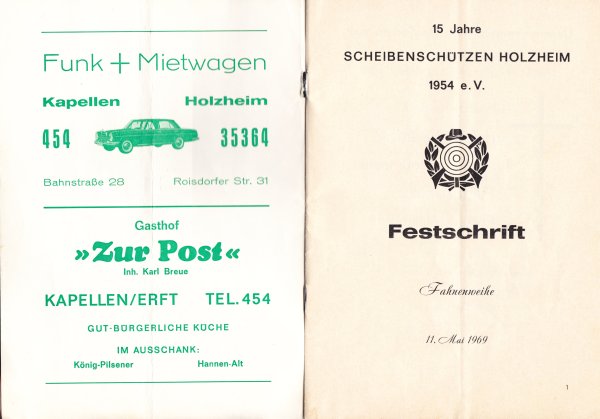 Funk + Mietwagen
Kapellen Holzheim
454 35364
Bahnstraße 28 Roisdorfer Str. 31
Gasthof
»Zur Post«
Inh. Karl Breue
KAPELLEN/ERFT TEL. 454
GUT-BÜRGERLICHE KÜCHE
IM AUSSCHANK:
König-Pilsener Hannen-Alt
15 Jahre
SCHEIBENSCHÜTZEN HOLZHEIM
1954 e. V.
Festschrift
Fahnenweihe
11. Mai 1969
1